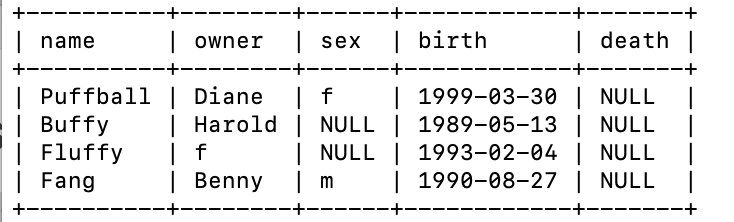 +----------+--------+------+------------+-------+
| name     | owner  | sex  | birth      | death |
+----------+--------+------+------------+-------+
| Puffball | Diane  | f    | 1999-03-30 | NULL  |
| Buffy    | Harold | NULL | 1989-05-13 | NULL  |
| Fluffy   | f      | NULL | 1993-02-04 | NULL  |
| Fang     | Benny  | m    | 1990-08-27 | NULL  |
+----------+--------+------+------------+-------+